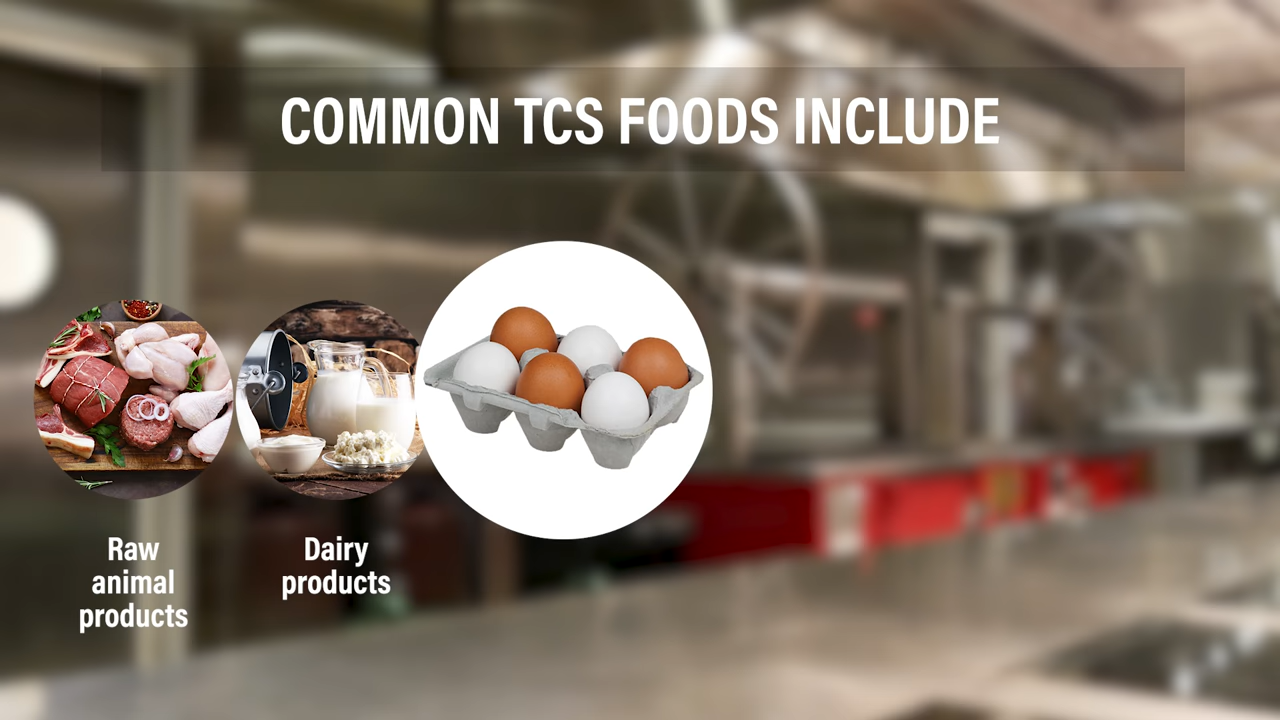 COMMON TCS FOODS INCLUDE
Raw
animal
products
Dairy
products